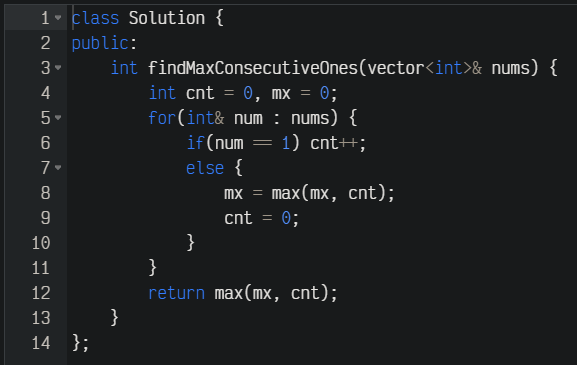 1 class Solution {
2 public:
3     int findMaxConsecutiveOnes(vector<int>& nums) {
4         int cnt = 0, mx = 0;
5         for(int& num : nums) {
6             if(num == 1) cnt++;
7             else {
8                 mx = max(mx, cnt);
9                 cnt = 0;
10             }
11         }
12         return max(mx, cnt);
13     }
14 };